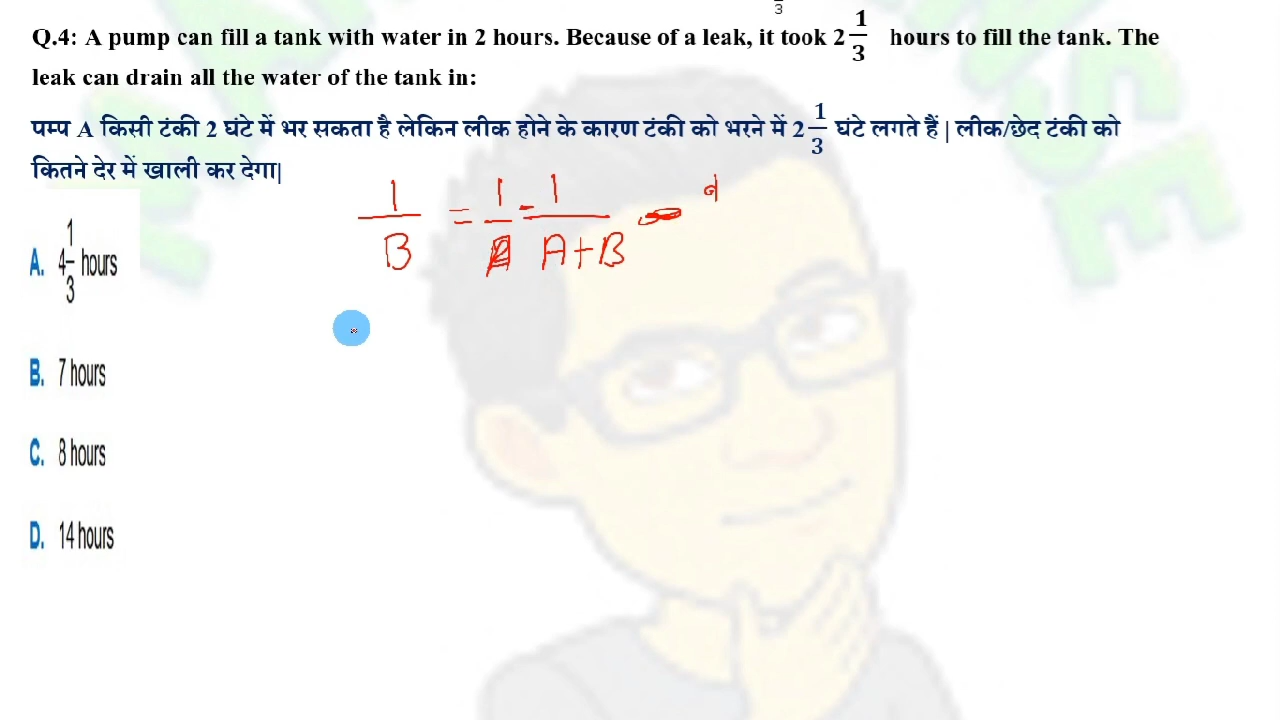 3
Q.4: A pump can fill a tank with water in 2 hours. Because of a leak, it took 2 1/3 hours to fill the tank. The
leak can drain all the water of the tank in:
पम्प A किसी टंकी 2 घंटे में भर सकता है लेकिन लीक होने के कारण टंकी को भरने में 2 1/3 घंटे लगते हैं | लीक/छेद टंकी को
कितने देर में खाली कर देगा|
1/B = 1/A - 1/A+B
A. 4 1/3 hours
B. 7 hours
C. 8 hours
D. 14 hours